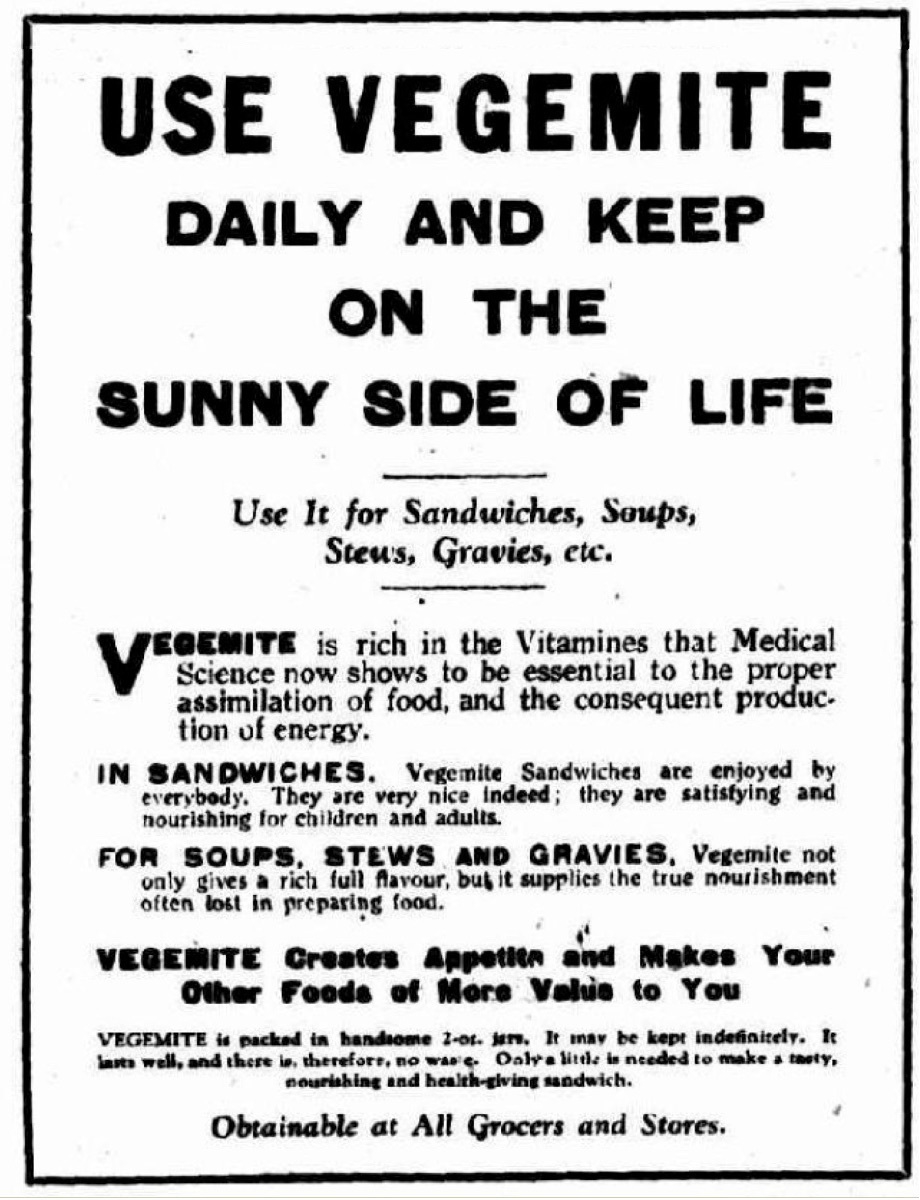 USE VEGEMITE
DAILY AND KEEP
ON THE
SUNNY SIDE OF LIFE
Use It for Sandwiches, Soups,
Stews, Gravies, etc.
VEGEMITE is rich in the Vitamines that Medical
Science now shows to be essential to the proper
assimilation of food, and the consequent produc-
tion of energy.
IN SANDWICHES. Vegemite Sandwiches are enjoyed by
everybody. They are very nice indeed; they are satisfying and
nourishing for children and adults.
FOR SOUPS, STEWS AND GRAVIES, Vegemite not
only gives a rich full flavour, but it supplies the true nourishment
often lost in preparing food.
VEGEMITE Creates Appetite and Makes Your
Other Foods of More Value to You
VEGEMITE is packed in handsome 2-oz. jars. It may be kept indefinitely. It
lasts well, and there is, therefore, no waste. Only a little is needed to make a tasty,
nourishing and health-giving sandwich.
Obtainable at All Grocers and Stores.